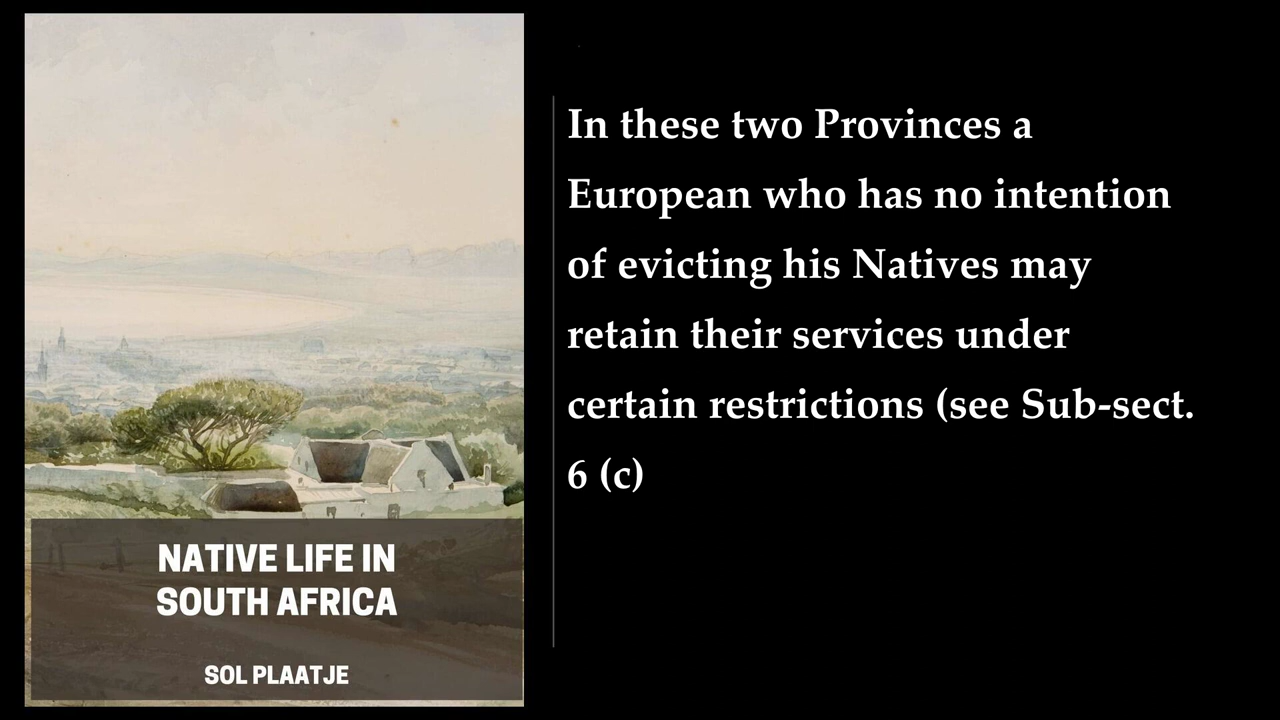 NATIVE LIFE IN
SOUTH AFRICA
SOL PLAATJE
In these two Provinces a
European who has no intention
of evicting his Natives may
retain their services under
certain restrictions (see Sub-sect.
6 (c)